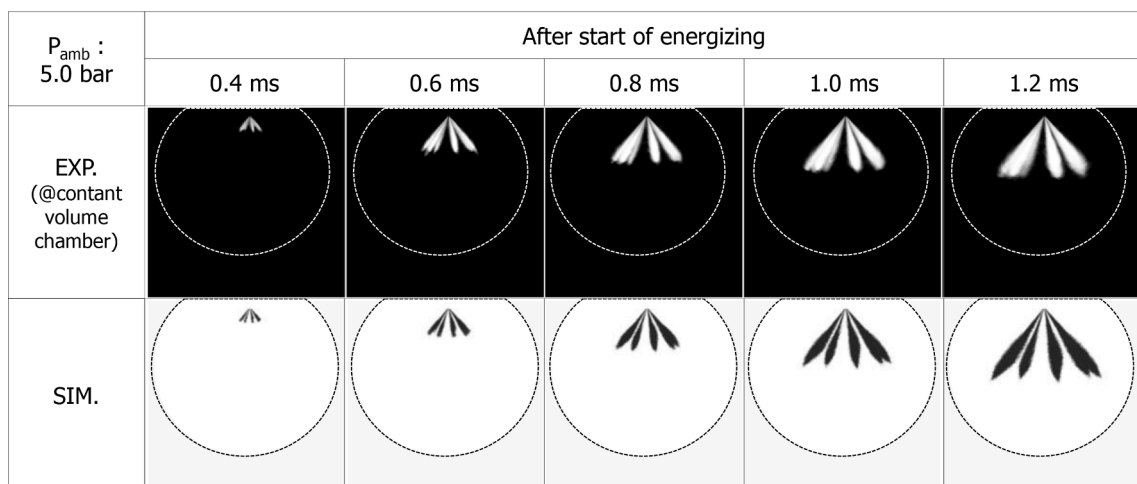 P_amb :
5.0 bar
After start of energizing
0.4 ms
0.6 ms
0.8 ms
1.0 ms
1.2 ms
EXP.
(@contant
volume
chamber)
SIM.